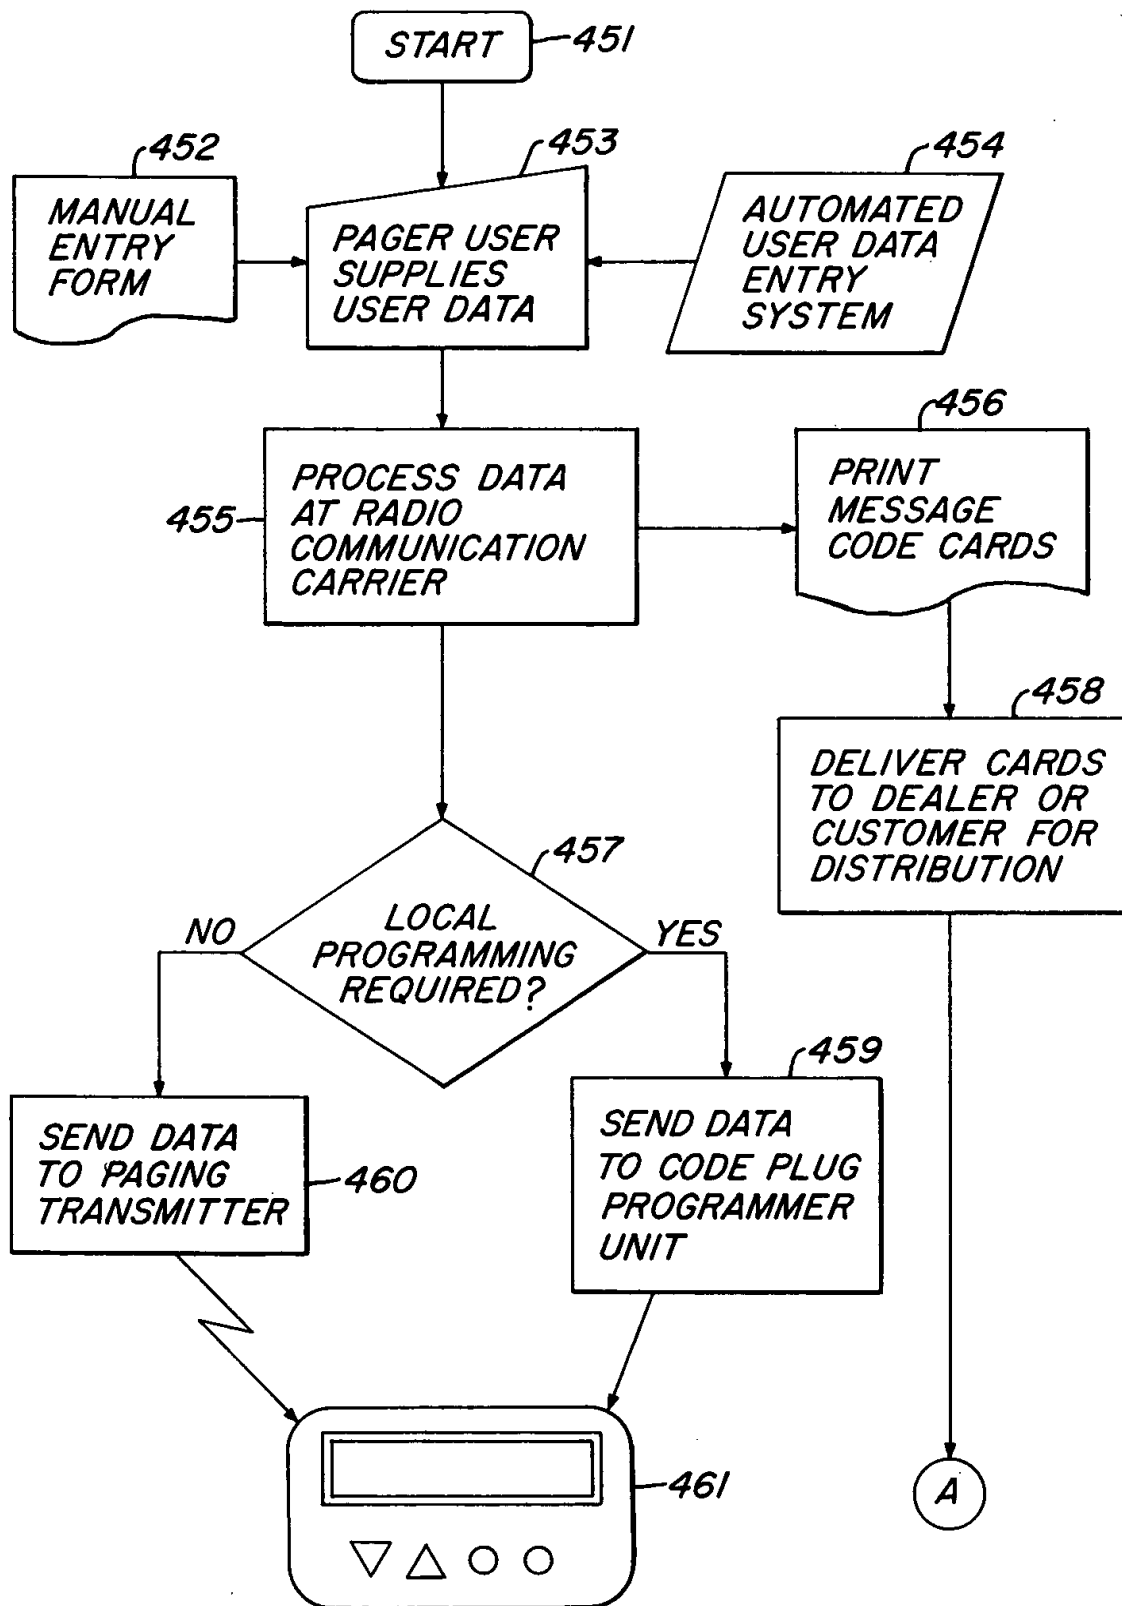 START
451
452
MANUAL
ENTRY
FORM
453
PAGER USER
SUPPLIES
USER DATA
454
AUTOMATED
USER DATA
ENTRY
SYSTEM
455
PROCESS DATA
AT RADIO
COMMUNICATION
CARRIER
456
PRINT
MESSAGE
CODE CARDS
458
DELIVER CARDS
TO DEALER OR
CUSTOMER FOR
DISTRIBUTION
457
LOCAL
PROGRAMMING
REQUIRED?
NO
YES
459
SEND DATA
TO CODE PLUG
PROGRAMMER
UNIT
SEND DATA
TO PAGING
TRANSMITTER
460
461
A